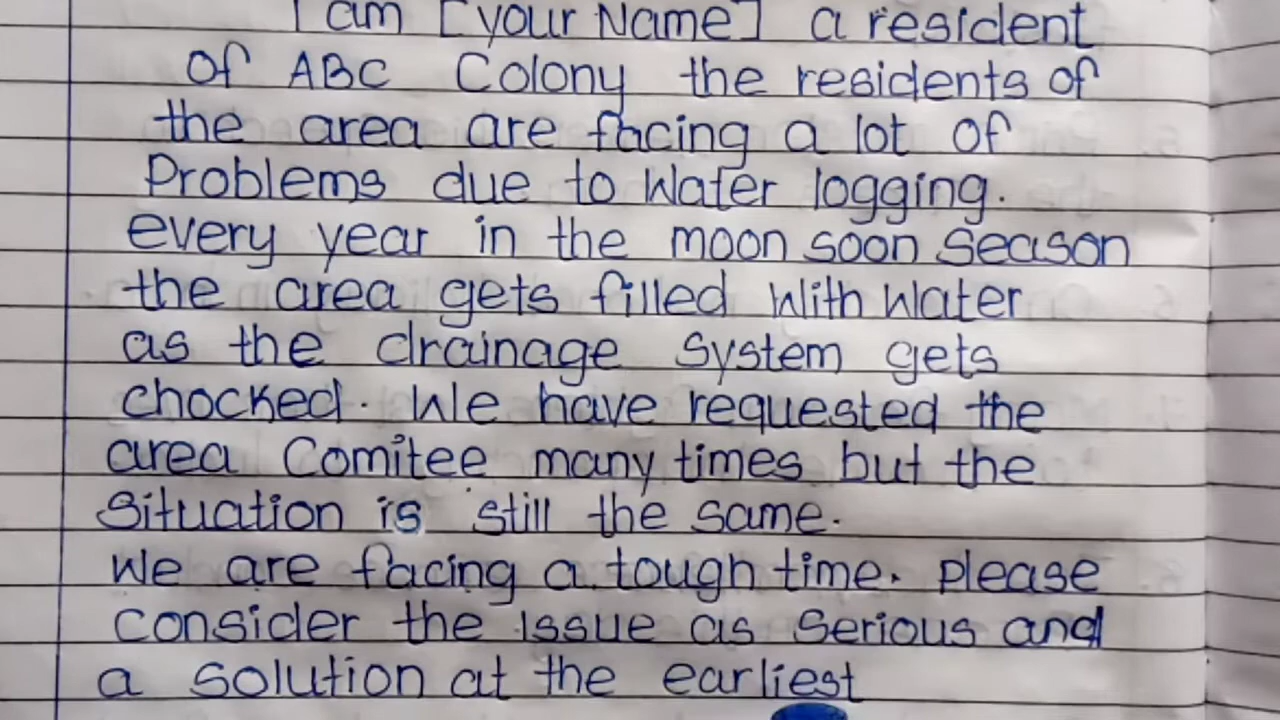 I am [your Name] a resident
of ABC Colony the residents of
the area are facing a lot of
Problems due to Water logging.
every year in the moon soon Season
the area gets filled With Water
as the drainage System gets
chocked. We have requested the
area Comitee many times but the
Situation is still the same.
We are facing a tough time. please
consider the issue as Serious and
a solution at the earliest